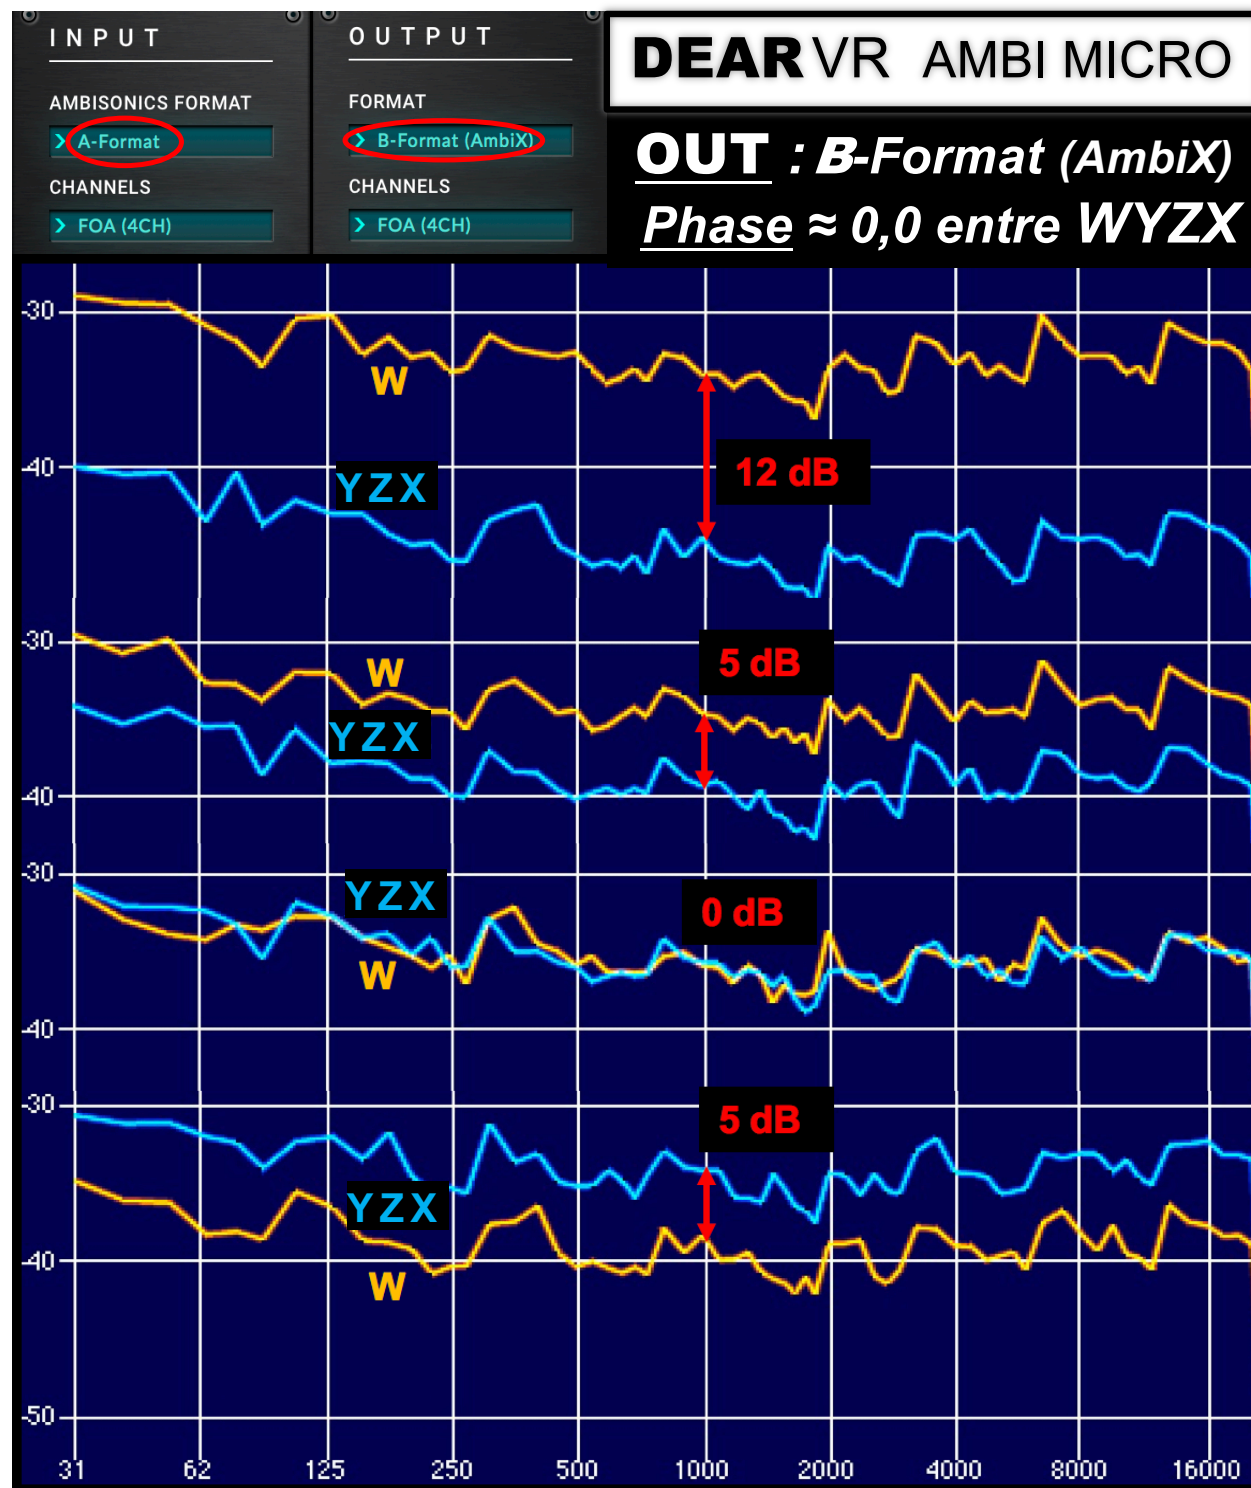 INPUT
AMBISONICS FORMAT
A-Format
CHANNELS
FOA (4CH)
OUTPUT
FORMAT
B-Format (AmbiX)
CHANNELS
FOA (4CH)
DEARVR AMBI MICRO
OUT : B-Format (AmbiX)
Phase ≈ 0,0 entre WYZX
-30
W
-40
YZX
12 dB
-30
W
5 dB
YZX
-40
-30
YZX
0 dB
W
-40
-30
5 dB
YZX
-40
W
-50
31 62 125 250 500 1000 2000 4000 8000 16000